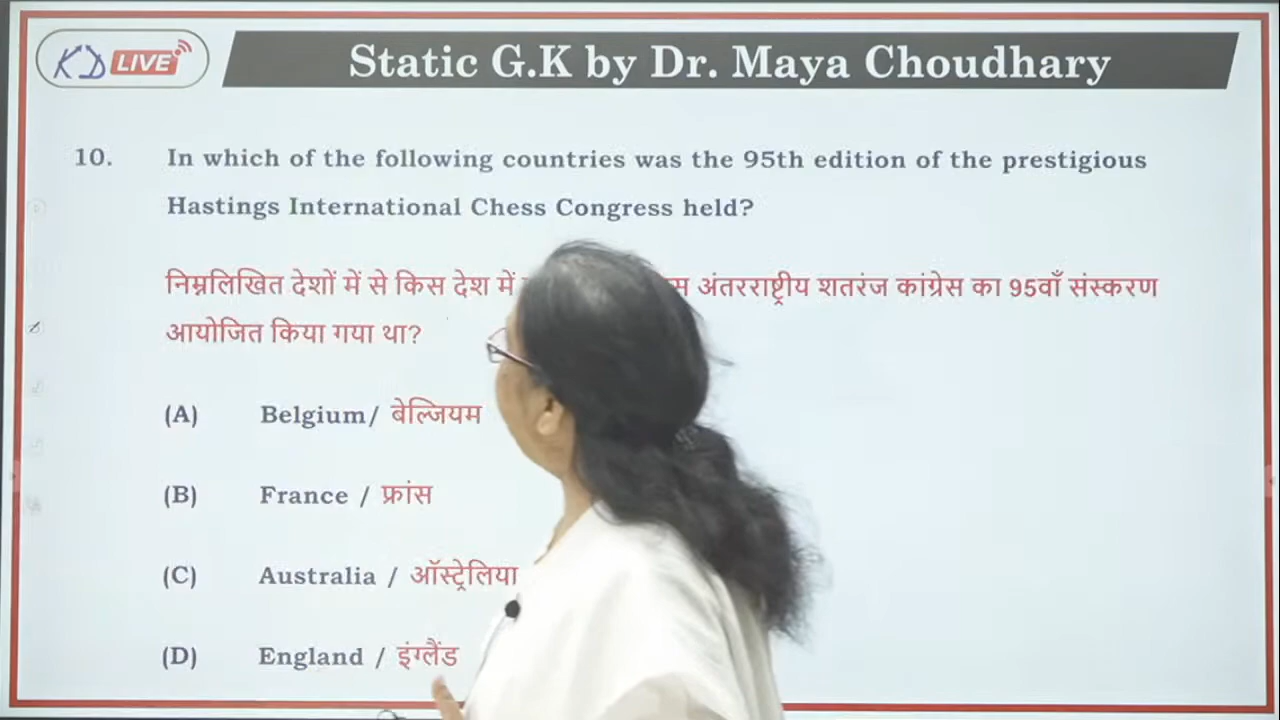 KD LIVE
Static G.K by Dr. Maya Choudhary
10. In which of the following countries was the 95th edition of the prestigious
Hastings International Chess Congress held?
निम्नलिखित देशों में से किस देश में अंतरराष्ट्रीय शतरंज कांग्रेस का 95वाँ संस्करण
आयोजित किया गया था?
(A) Belgium/ बेल्जियम
(B) France / फ्रांस
(C) Australia / ऑस्ट्रेलिया
(D) England / इंग्लैंड